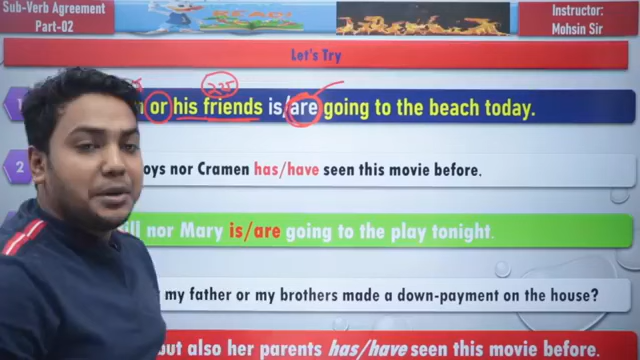 Sub-Verb Agreement
Part-02
Instructor:
Mohsin Sir
Let's Try
1
or his friends is/are going to the beach today.
2
nor Cramen has/have seen this movie before.
nor Mary is/are going to the play tonight.
my father or my brothers made a down-payment on the house?
but also her parents has/have seen this movie before.